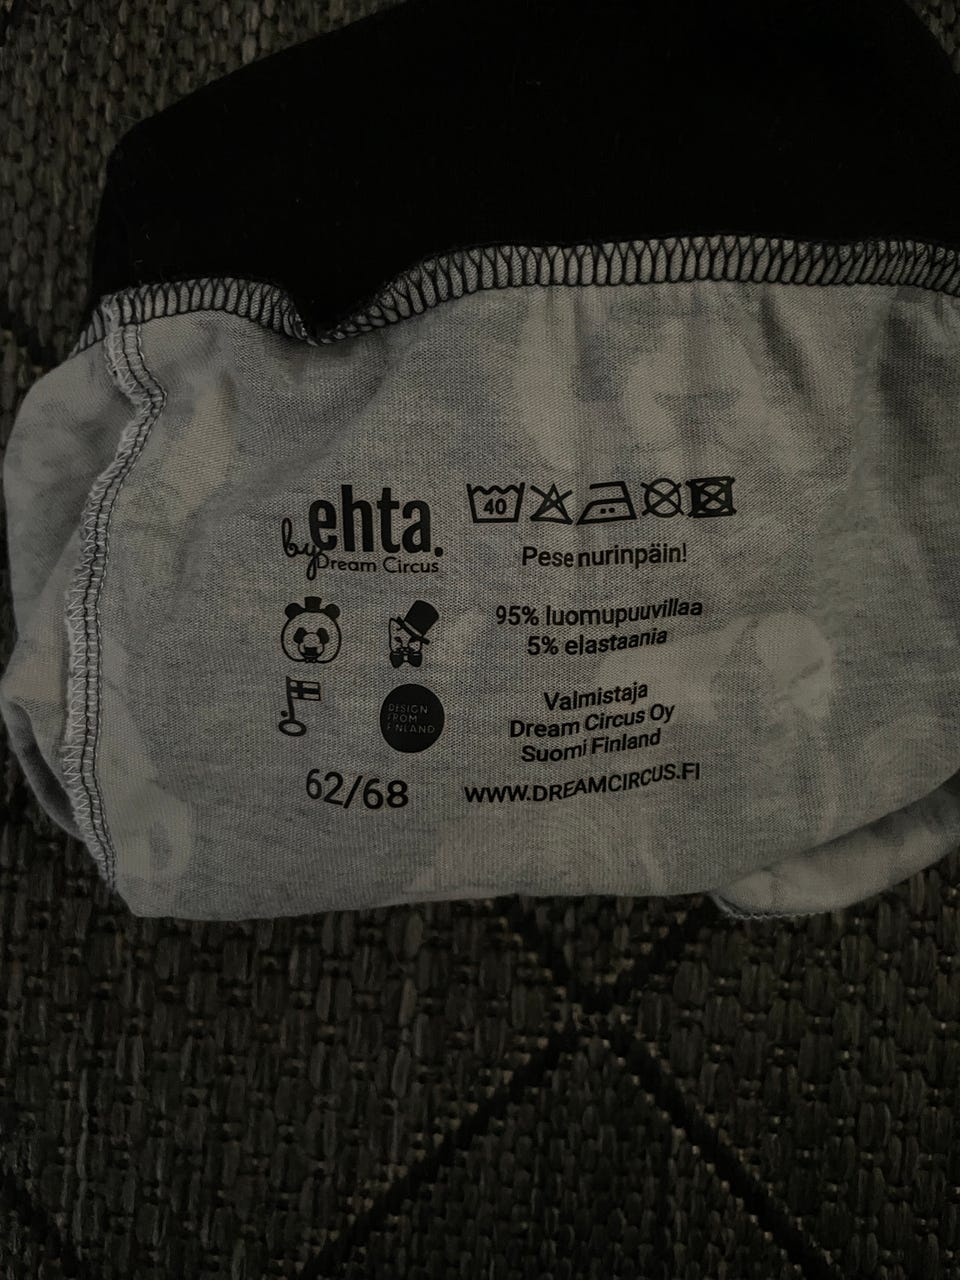 ehta.
by Dream Circus
40
Pese nurinpäin!
95% luomupuuvillaa
5% elastaania
DESIGN
FROM
FINLAND
Valmistaja
Dream Circus Oy
Suomi Finland
62/68
WWW.DREAMCIRCUS.FI